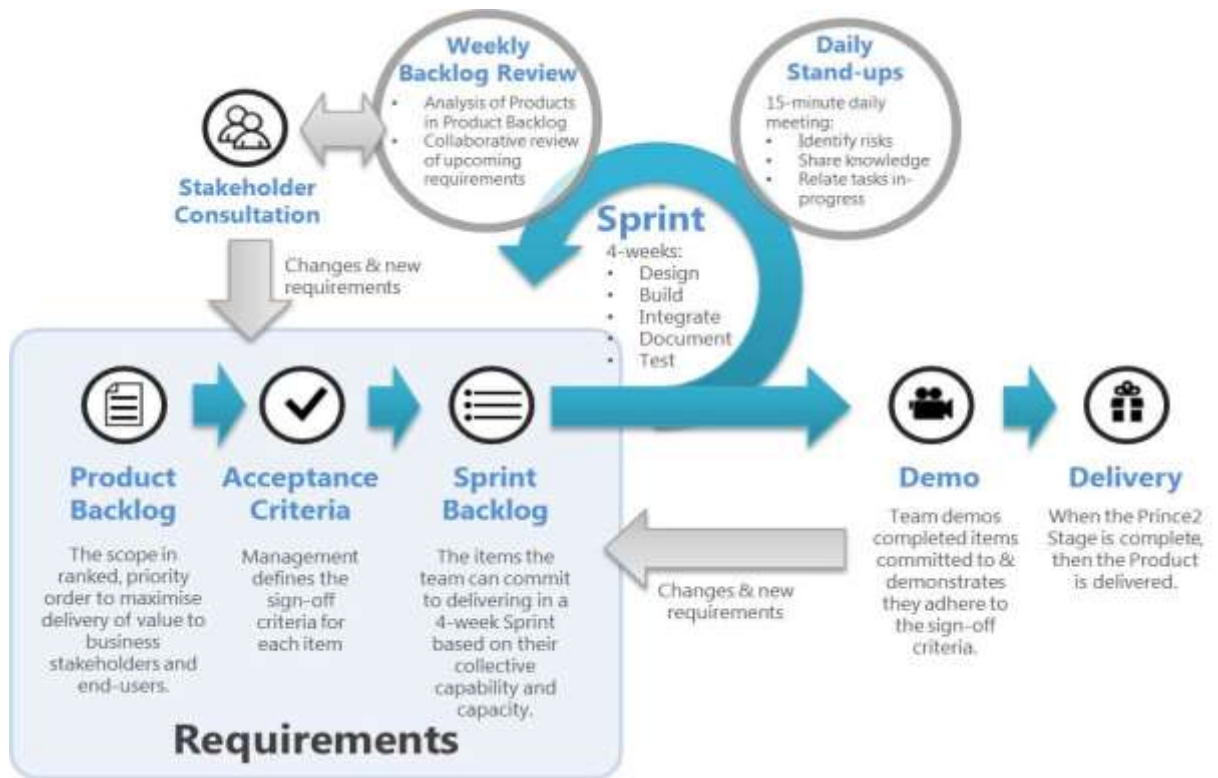 Weekly
Backlog Review
• Analysis of Products
in Product Backlog
• Collaborative review
of upcoming
requirements
Daily
Stand-ups
15-minute daily
meeting:
• Identify risks
• Share knowledge
• Relate tasks in-
progress
Stakeholder
Consultation
Changes & new
requirements
Sprint
4-weeks:
• Design
• Build
• Integrate
• Document
• Test
Product
Backlog
The scope in
ranked, priority
order to maximise
delivery of value to
business
stakeholders and
end-users.
Acceptance
Criteria
Management
defines the
sign-off
criteria for
each item
Sprint
Backlog
The items the
team can commit
to delivering in a
4-week Sprint
based on their
collective
capability and
capacity.
Requirements
Changes & new
requirements
Demo
Team demos
completed items
committed to &
demonstrates
they adhere to
the sign-off
criteria.
Delivery
When the Prince2
Stage is complete,
then the Product
is delivered.